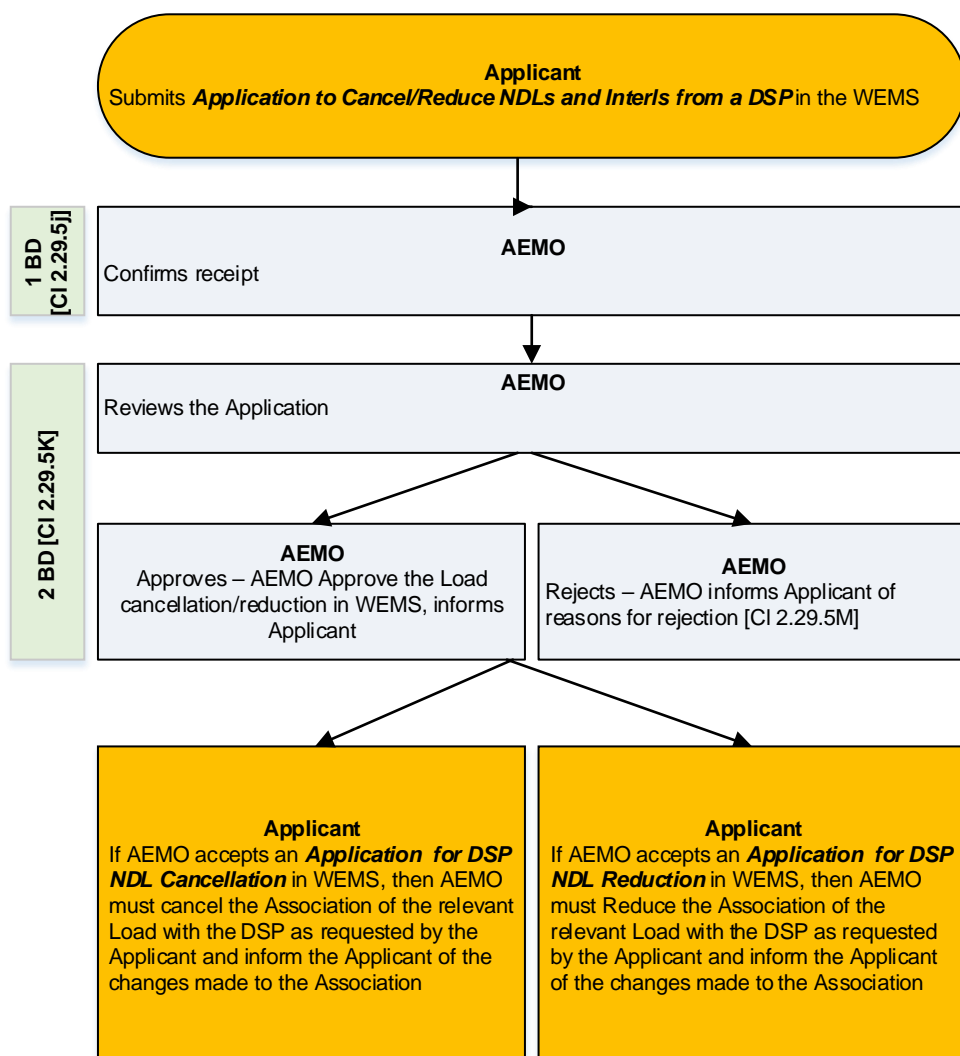 Applicant
Submits Application to Cancel/Reduce NDLs and Interls from a DSP in the WEMS
1 BD
[Cl 2.29.5j]
AEMO
Confirms receipt
2 BD [Cl 2.29.5K]
AEMO
Reviews the Application
AEMO
Approves – AEMO Approve the Load
cancellation/reduction in WEMS, informs
Applicant
AEMO
Rejects – AEMO informs Applicant of
reasons for rejection [Cl 2.29.5M]
Applicant
If AEMO accepts an Application for DSP
NDL Cancellation in WEMS, then AEMO
must cancel the Association of the relevant
Load with the DSP as requested by the
Applicant and inform the Applicant of the
changes made to the Association
Applicant
If AEMO accepts an Application for DSP
NDL Reduction in WEMS, then AEMO
must Reduce the Association of the
relevant Load with the DSP as requested
by the Applicant and inform the Applicant
of the changes made to the Association